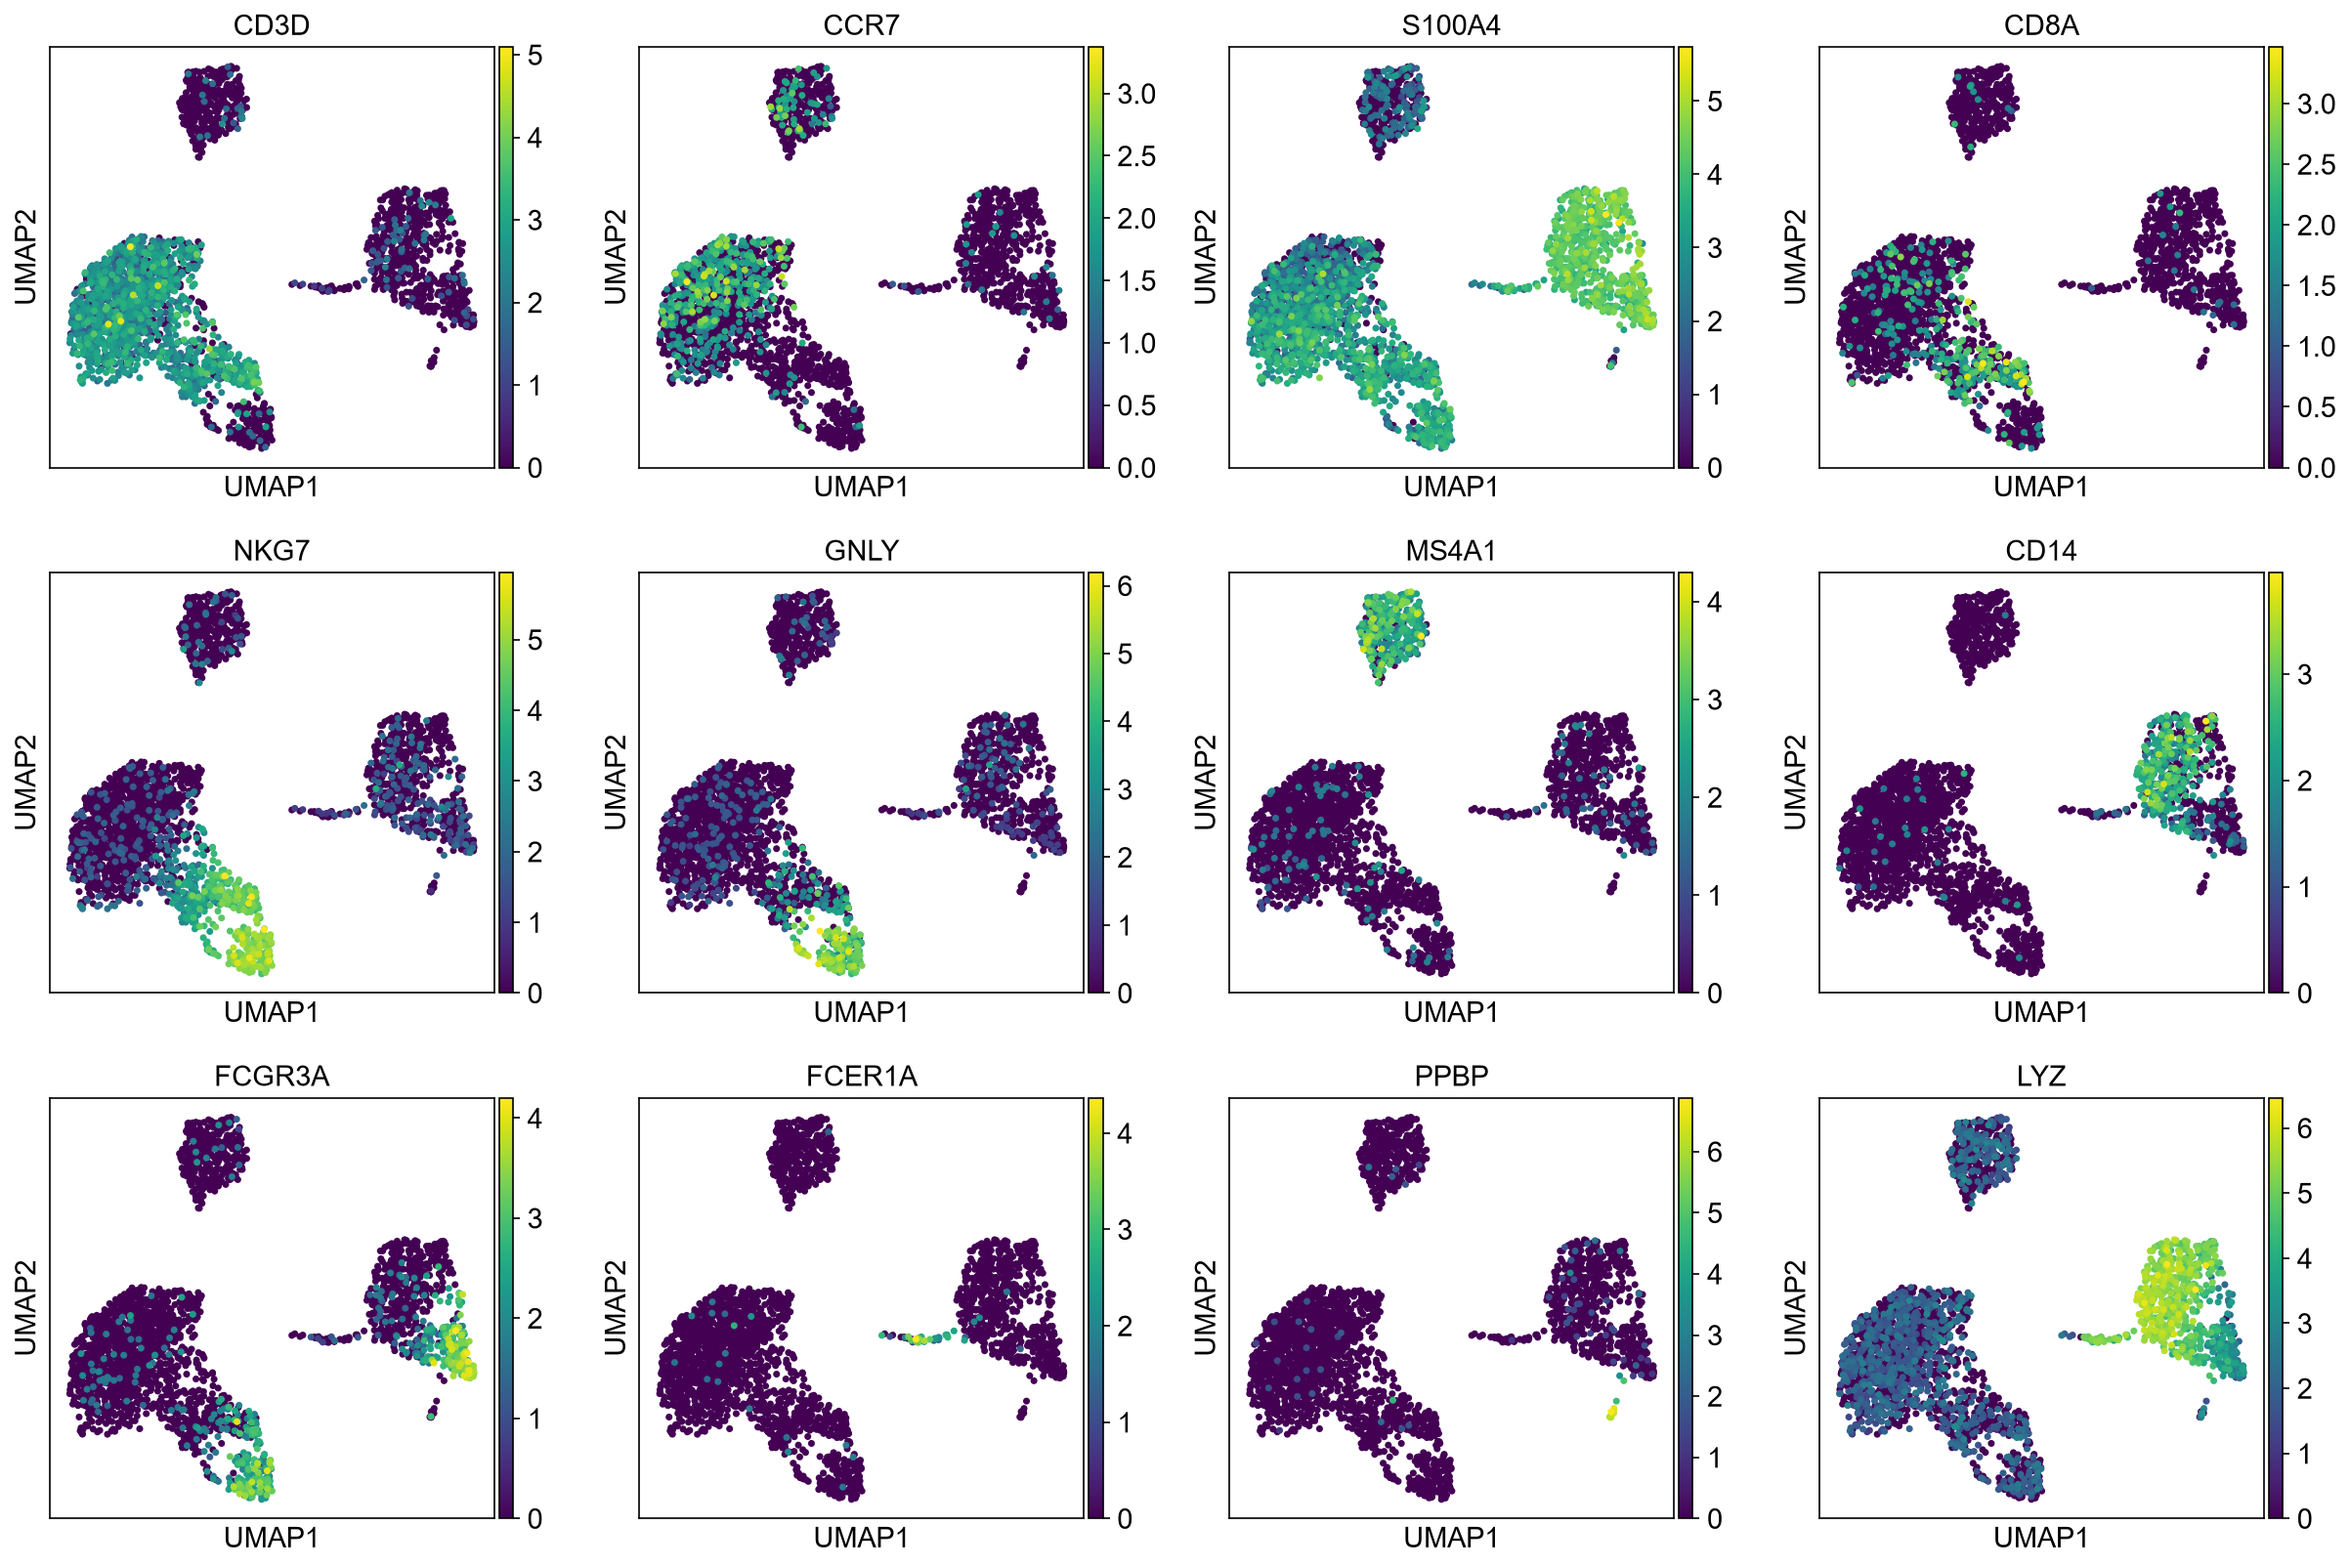 CD3D CCR7 S100A4 CD8A
UMAP2 5 4 3 2 1 0 UMAP2 3.0 2.5 2.0 1.5 1.0 0.5 0.0 UMAP2 5 4 3 2 1 0 UMAP2 3.0 2.5 2.0 1.5 1.0 0.5 0.0
UMAP1 UMAP1 UMAP1 UMAP1
NKG7 GNLY MS4A1 CD14
UMAP2 5 4 3 2 1 0 UMAP2 6 5 4 3 2 1 0 UMAP2 4 3 2 1 0 UMAP2 3 2 1 0
UMAP1 UMAP1 UMAP1 UMAP1
FCGR3A FCER1A PPBP LYZ
UMAP2 4 3 2 1 0 UMAP2 4 3 2 1 0 UMAP2 6 5 4 3 2 1 0 UMAP2 6 5 4 3 2 1 0
UMAP1 UMAP1 UMAP1 UMAP1